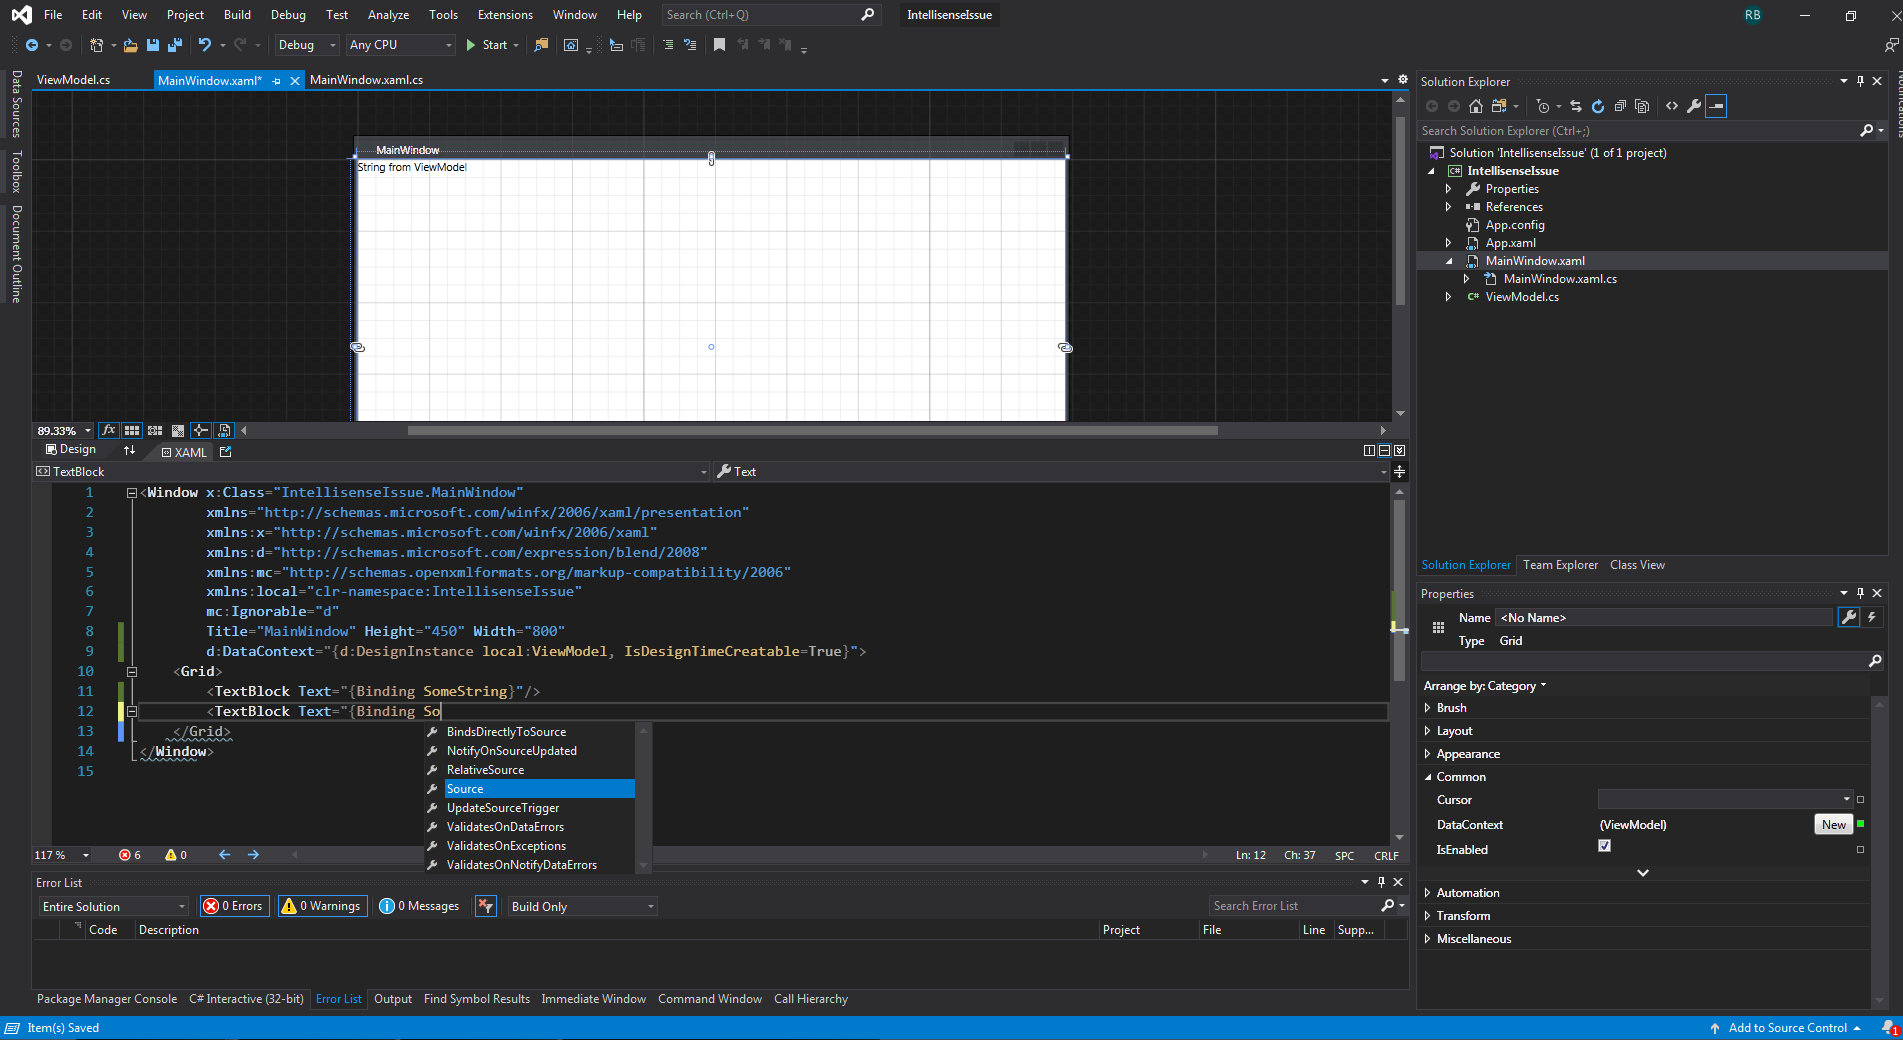 File Edit View Project Build Debug Test Analyze Tools Extensions Window Help Search (Ctrl+Q) IntellisenseIssue RB
Debug Any CPU Start
Data Sources
Toolbox
Document Outline
ViewModel.cs MainWindow.xaml* MainWindow.xaml.cs
MainWindow
String from ViewModel
89.33% fx
Design XAML
TextBlock Text
1 <Window x:Class="IntellisenseIssue.MainWindow"
2 xmlns="http://schemas.microsoft.com/winfx/2006/xaml/presentation"
3 xmlns:x="http://schemas.microsoft.com/winfx/2006/xaml"
4 xmlns:d="http://schemas.microsoft.com/expression/blend/2008"
5 xmlns:mc="http://schemas.openxmlformats.org/markup-compatibility/2006"
6 xmlns:local="clr-namespace:IntellisenseIssue"
7 mc:Ignorable="d"
8 Title="MainWindow" Height="450" Width="800"
9 d:DataContext="{d:DesignInstance local:ViewModel, IsDesignTimeCreatable=True}">
10 <Grid>
11 <TextBlock Text="{Binding SomeString}"/>
12 <TextBlock Text="{Binding So
13 </Grid>
14 </Window>
15
BindsDirectlyToSource
NotifyOnSourceUpdated
RelativeSource
Source
UpdateSourceTrigger
ValidatesOnDataErrors
ValidatesOnExceptions
ValidatesOnNotifyDataErrors
117 % 6 0 Ln: 12 Ch: 37 SPC CRLF
Error List
Entire Solution 0 Errors 0 Warnings 0 Messages Build Only Search Error List
Code Description Project File Line Supp...
Package Manager Console C# Interactive (32-bit) Error List Output Find Symbol Results Immediate Window Command Window Call Hierarchy
Item(s) Saved Add to Source Control 1
Solution Explorer
Search Solution Explorer (Ctrl+;)
Solution 'IntellisenseIssue' (1 of 1 project)
C# IntellisenseIssue
Properties
References
App.config
App.xaml
MainWindow.xaml
MainWindow.xaml.cs
C# ViewModel.cs
Solution Explorer Team Explorer Class View
Properties
Name <No Name>
Type Grid
Arrange by: Category
Brush
Layout
Appearance
Common
Cursor
DataContext (ViewModel) New
IsEnabled
Automation
Transform
Miscellaneous